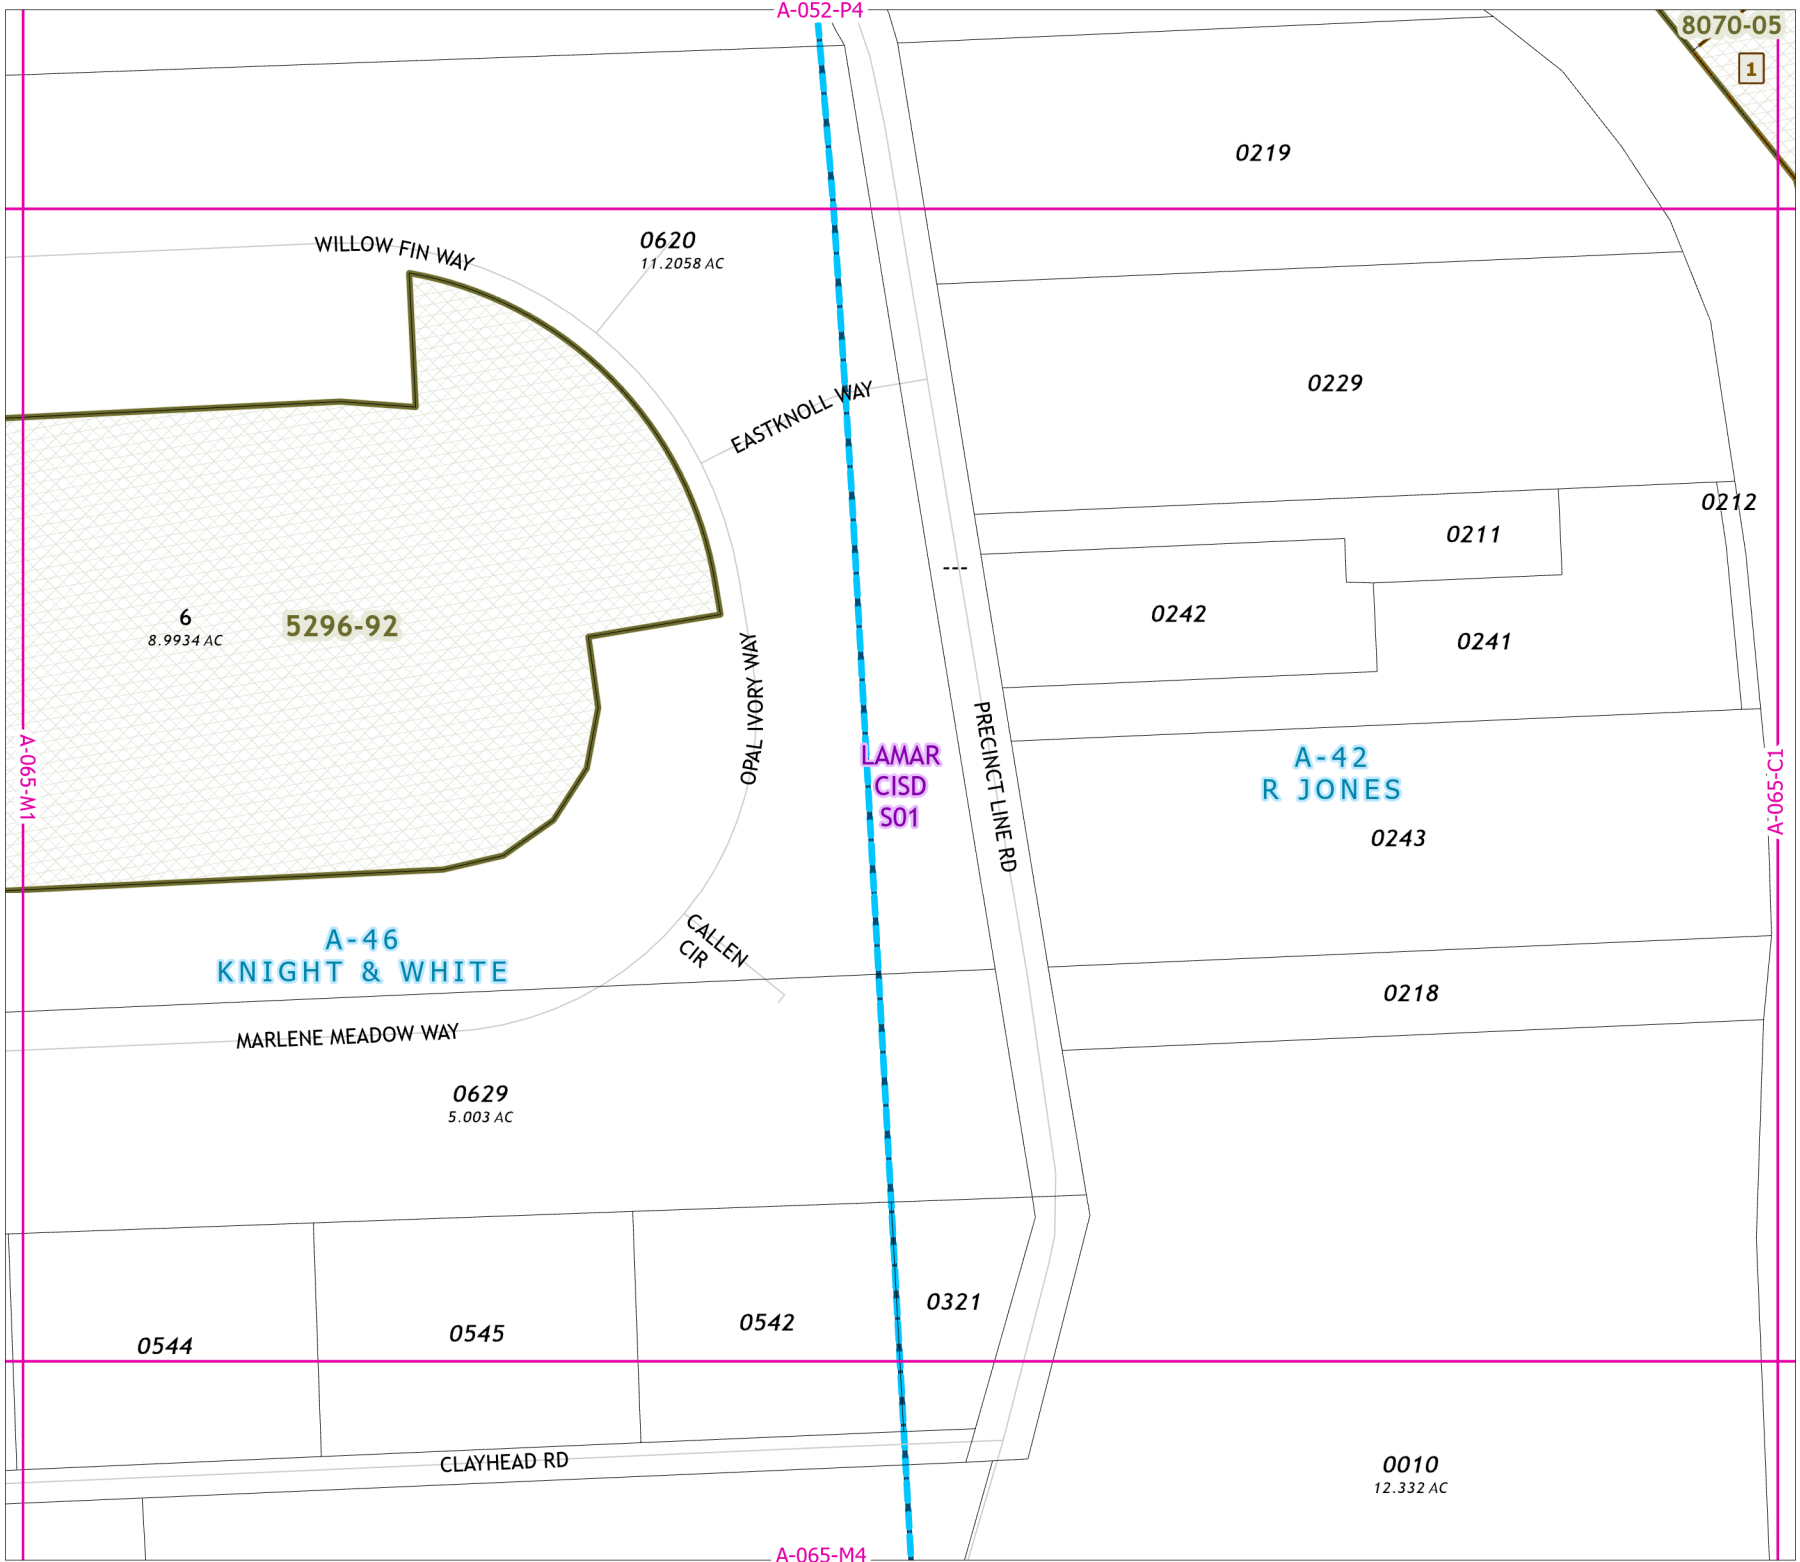 A-052-P4
8070-05
1
0219
WILLOW FIN WAY
0620
11.2058 AC
0229
EASTKNOLL WAY
0212
0211
---
6
8.9934 AC
5296-92
0242
0241
OPAL IVORY WAY
PRECINCT LINE RD
A-065-M1
LAMAR
CISD
S01
A-42
R JONES
A-065-C1
0243
A-46
KNIGHT & WHITE
CALLEN
CIR
0218
MARLENE MEADOW WAY
0629
5.003 AC
0321
0542
0545
0544
CLAYHEAD RD
0010
12.332 AC
A-065-M4